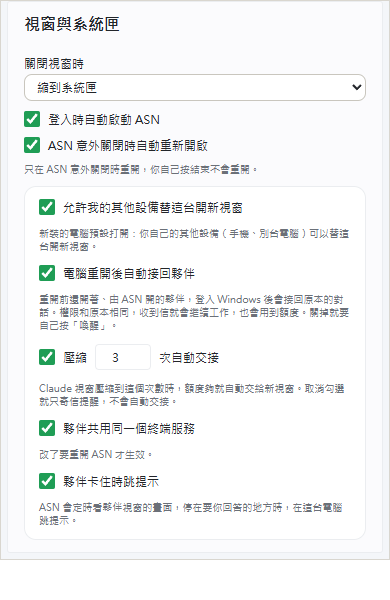 視窗與系統匣
關閉視窗時
縮到系統匣
登入時自動啟動 ASN
ASN 意外關閉時自動重新開啟
只在 ASN 意外關閉時重開，你自己按結束不會重開。
允許我的其他設備替這台開新視窗
新裝的電腦預設打開：你自己的其他設備（手機、別台電腦）可以替這
台開新視窗。
電腦重開後自動接回夥伴
重開前還開著、由 ASN 開的夥伴，登入 Windows 後會接回原本的對
話。權限和原本相同，收到信就會繼續工作，也會用到額度。關掉就要
自己按「喚醒」。
壓縮 3 次自動交接
Claude 視窗壓縮到這個次數時，額度夠就自動交給新視窗。取消勾選
就只寄信提醒，不會自動交接。
夥伴共用同一個終端服務
改了要重開 ASN 才生效。
夥伴卡住時跳提示
ASN 會定時看夥伴視窗的畫面，停在要你回答的地方時，在這台電腦
跳提示。